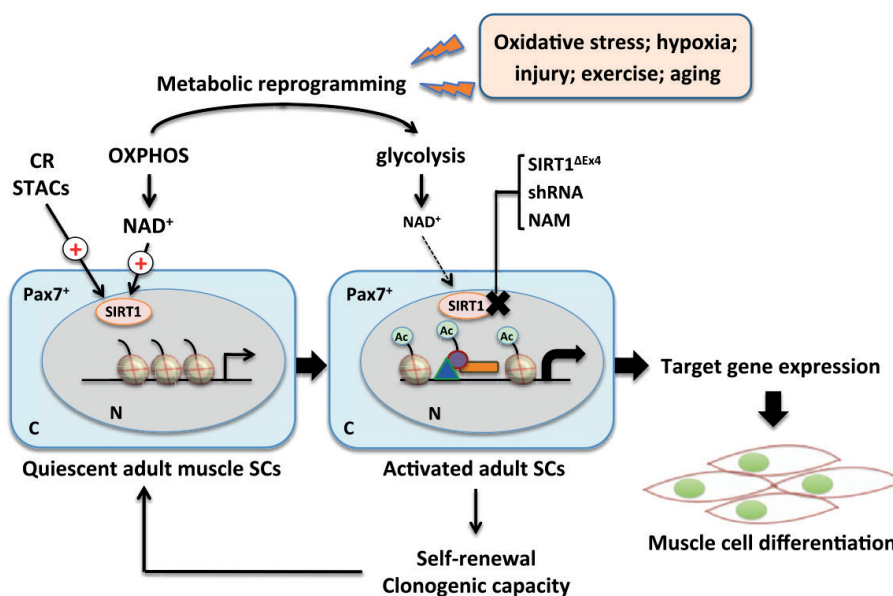 Oxidative stress; hypoxia;
injury; exercise; aging
Metabolic reprogramming
CR
STACs
OXPHOS
glycolysis
SIRT1ΔEx4
shRNA
NAM
NAD+
NAD+
+
+
Pax7+
SIRT1
N
C
Pax7+
SIRT1
Ac
Ac
Ac
N
C
Target gene expression
Quiescent adult muscle SCs
Activated adult SCs
Muscle cell differentiation
Self-renewal
Clonogenic capacity